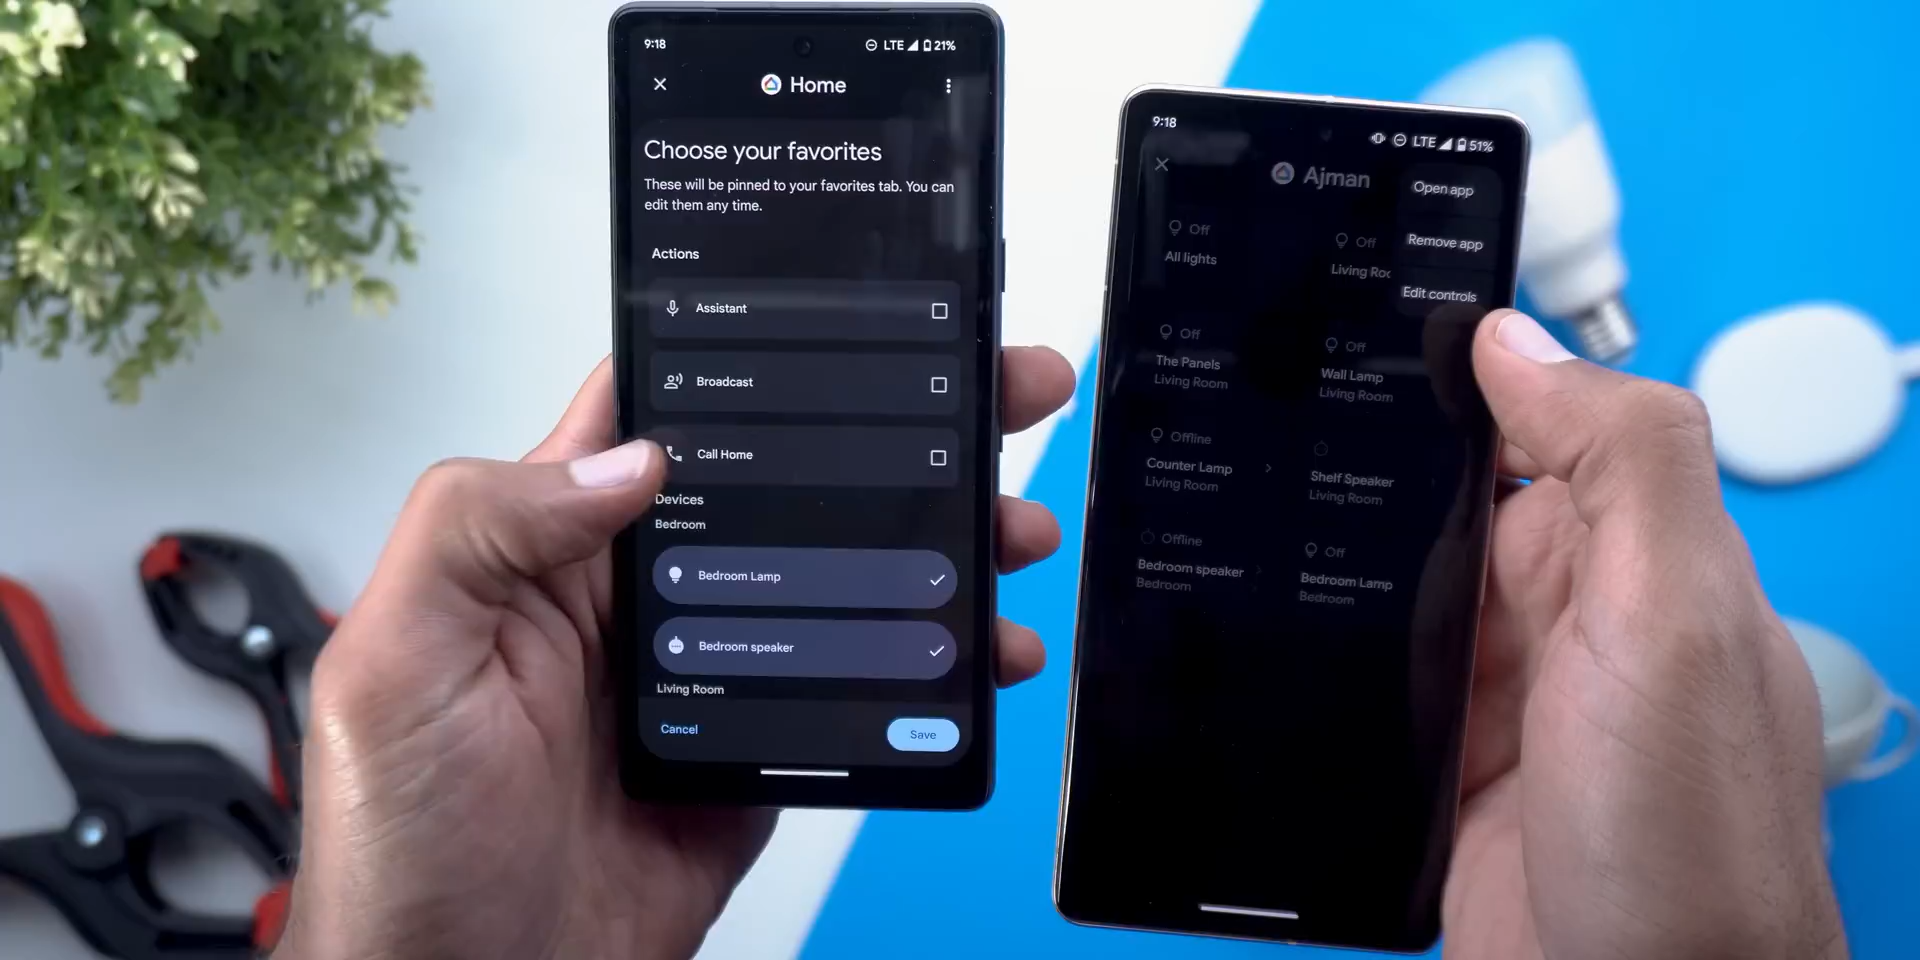 9:18
LTE 21%
Home
Choose your favorites
These will be pinned to your favorites tab. You can
edit them any time.
Actions
Assistant
Broadcast
Call Home
Devices
Bedroom
Bedroom Lamp
Bedroom speaker
Living Room
Cancel
Save
9:18
LTE 51%
Ajman
Open app
Remove app
Edit controls
Off
All lights
Off
Living Roo
Off
The Panels
Living Room
Off
Wall Lamp
Living Room
Offline
Counter Lamp
Living Room
Shelf Speaker
Living Room
Offline
Bedroom speaker
Bedroom
Off
Bedroom Lamp
Bedroom